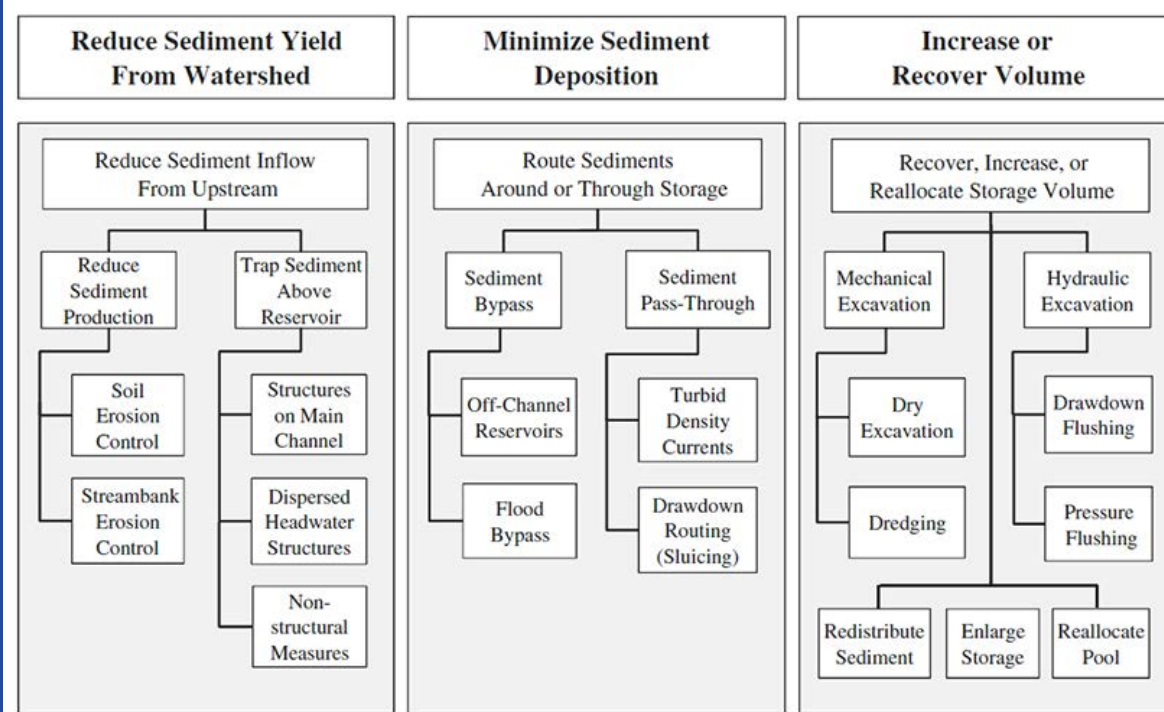 Reduce Sediment Yield
From Watershed
Minimize Sediment
Deposition
Increase or
Recover Volume
Reduce Sediment Inflow
From Upstream
Reduce
Sediment
Production
Trap Sediment
Above
Reservoir
Soil
Erosion
Control
Structures
on Main
Channel
Streambank
Erosion
Control
Dispersed
Headwater
Structures
Non-
structural
Measures
Route Sediments
Around or Through Storage
Sediment
Bypass
Sediment
Pass-Through
Off-Channel
Reservoirs
Turbid
Density
Currents
Flood
Bypass
Drawdown
Routing
(Sluicing)
Recover, Increase, or
Reallocate Storage Volume
Mechanical
Excavation
Hydraulic
Excavation
Dry
Excavation
Drawdown
Flushing
Dredging
Pressure
Flushing
Redistribute
Sediment
Enlarge
Storage
Reallocate
Pool